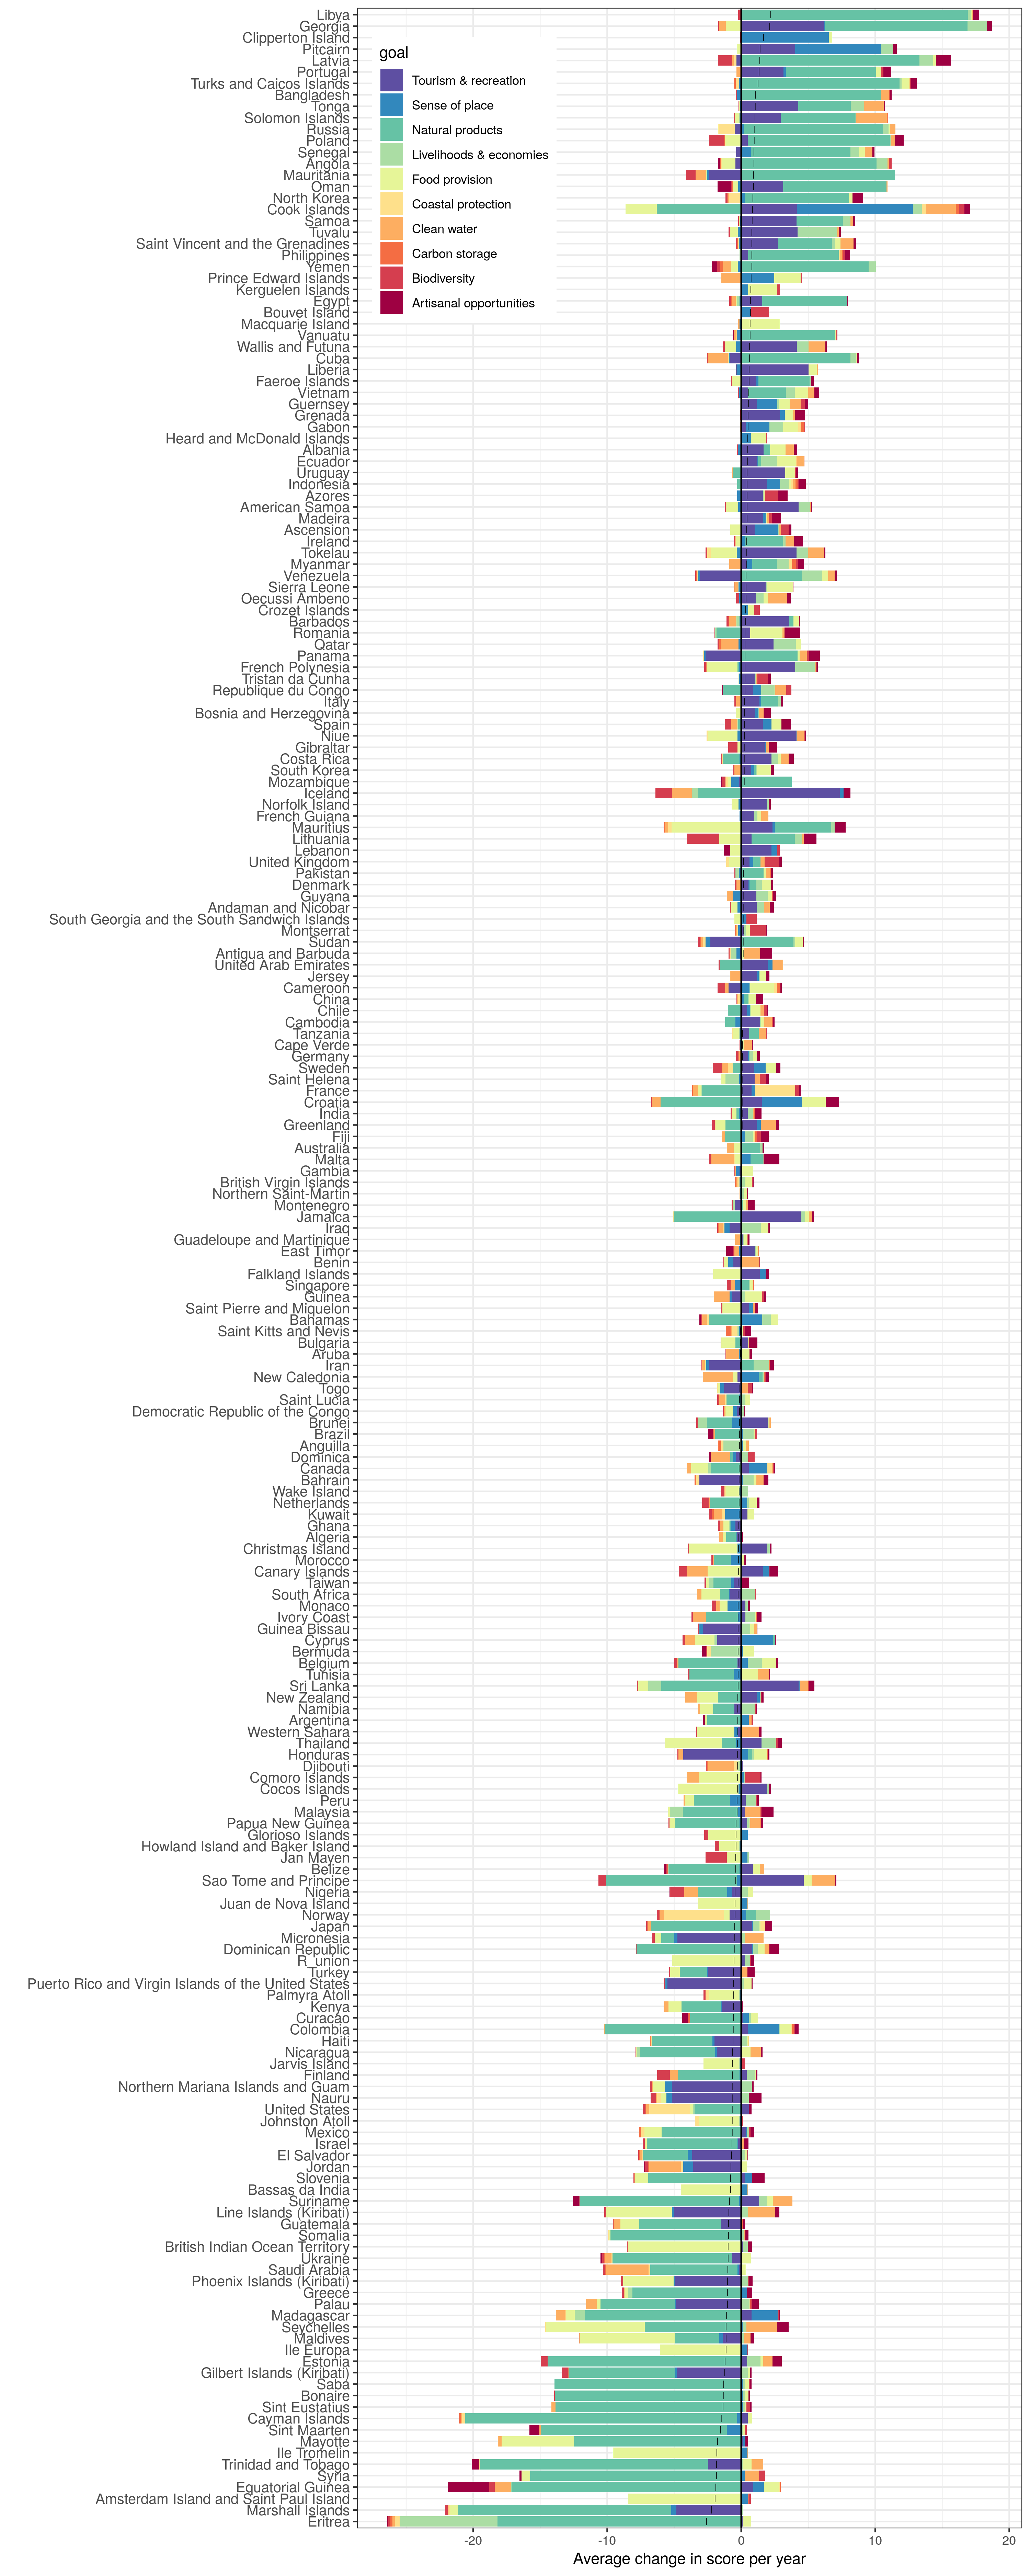 Libya
Georgia
Clipperton Island
Pitcairn
Latvia
Portugal
Turks and Caicos Islands
Bangladesh
Tonga
Solomon Islands
Russia
Poland
Senegal
Angola
Mauritania
Oman
North Korea
Cook Islands
Samoa
Tuvalu
Saint Vincent and the Grenadines
Philippines
Yemen
Prince Edward Islands
Kerguelen Islands
Egypt
Bouvet Island
Macquarie Island
Vanuatu
Wallis and Futuna
Cuba
Liberia
Faeroe Islands
Vietnam
Guernsey
Grenada
Gabon
Heard and McDonald Islands
Albania
Ecuador
Uruguay
Indonesia
Azores
American Samoa
Madeira
Ascension
Ireland
Tokelau
Myanmar
Venezuela
Sierra Leone
Oecussi Ambeno
Crozet Islands
Barbados
Romania
Qatar
Panama
French Polynesia
Tristan da Cunha
Republique du Congo
Italy
Bosnia and Herzegovina
Spain
Niue
Gibraltar
Costa Rica
South Korea
Mozambique
Iceland
Norfolk Island
French Guiana
Mauritius
Lithuania
Lebanon
United Kingdom
Pakistan
Denmark
Guyana
Andaman and Nicobar
South Georgia and the South Sandwich Islands
Montserrat
Sudan
Antigua and Barbuda
United Arab Emirates
Jersey
Cameroon
China
Chile
Cambodia
Tanzania
Cape Verde
Germany
Sweden
Saint Helena
France
Croatia
India
Greenland
Fiji
Australia
Malta
Gambia
British Virgin Islands
Northern Saint-Martin
Montenegro
Jamaica
Iraq
Guadeloupe and Martinique
East Timor
Benin
Falkland Islands
Singapore
Guinea
Saint Pierre and Miquelon
Bahamas
Saint Kitts and Nevis
Bulgaria
Aruba
Iran
New Caledonia
Togo
Saint Lucia
Democratic Republic of the Congo
Brunei
Brazil
Anguilla
Dominica
Canada
Bahrain
Wake Island
Netherlands
Kuwait
Ghana
Algeria
Christmas Island
Morocco
Canary Islands
Taiwan
South Africa
Monaco
Ivory Coast
Guinea Bissau
Cyprus
Bermuda
Belgium
Tunisia
Sri Lanka
New Zealand
Namibia
Argentina
Western Sahara
Thailand
Honduras
Djibouti
Comoro Islands
Cocos Islands
Peru
Malaysia
Papua New Guinea
Glorioso Islands
Howland Island and Baker Island
Jan Mayen
Belize
Sao Tome and Principe
Nigeria
Juan de Nova Island
Norway
Japan
Micronesia
Dominican Republic
R_union
Turkey
Puerto Rico and Virgin Islands of the United States
Palmyra Atoll
Kenya
Curacao
Colombia
Haiti
Nicaragua
Jarvis Island
Finland
Northern Mariana Islands and Guam
Nauru
United States
Johnston Atoll
Mexico
Israel
El Salvador
Jordan
Slovenia
Bassas da India
Suriname
Line Islands (Kiribati)
Guatemala
Somalia
British Indian Ocean Territory
Ukraine
Saudi Arabia
Phoenix Islands (Kiribati)
Greece
Palau
Madagascar
Seychelles
Maldives
Ile Europa
Estonia
Gilbert Islands (Kiribati)
Saba
Bonaire
Sint Eustatius
Cayman Islands
Sint Maarten
Mayotte
Ile Tromelin
Trinidad and Tobago
Syria
Equatorial Guinea
Amsterdam Island and Saint Paul Island
Marshall Islands
Eritrea
goal
Tourism & recreation
Sense of place
Natural products
Livelihoods & economies
Food provision
Coastal protection
Clean water
Carbon storage
Biodiversity
Artisanal opportunities
-20 -10 0 10 20
Average change in score per year